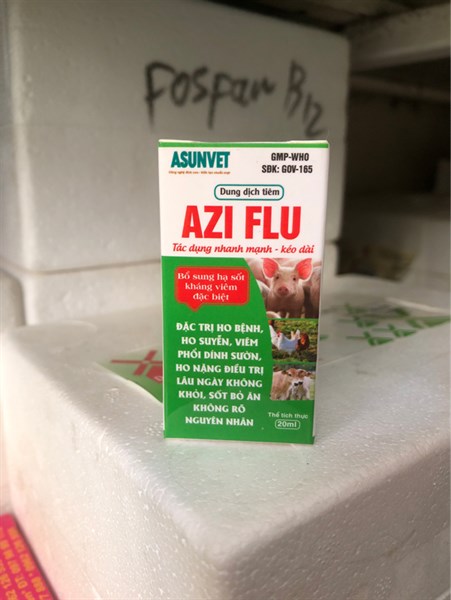 Fosfan B12
ASUNVET
GMP-WHO
SĐK: GOV-165
Dung dịch tiêm
AZI FLU
Tác dụng nhanh mạnh - kéo dài
Bổ sung hạ sốt
kháng viêm
đặc biệt
ĐẶC TRỊ HO BỆNH,
HO SUYỄN, VIÊM
PHỔI DÍNH SƯỜN,
HO NẶNG ĐIỀU TRỊ
LÂU NGÀY KHÔNG
KHỎI, SỐT BỎ ĂN
KHÔNG RÕ
NGUYÊN NHÂN
Thể tích thực
20ml